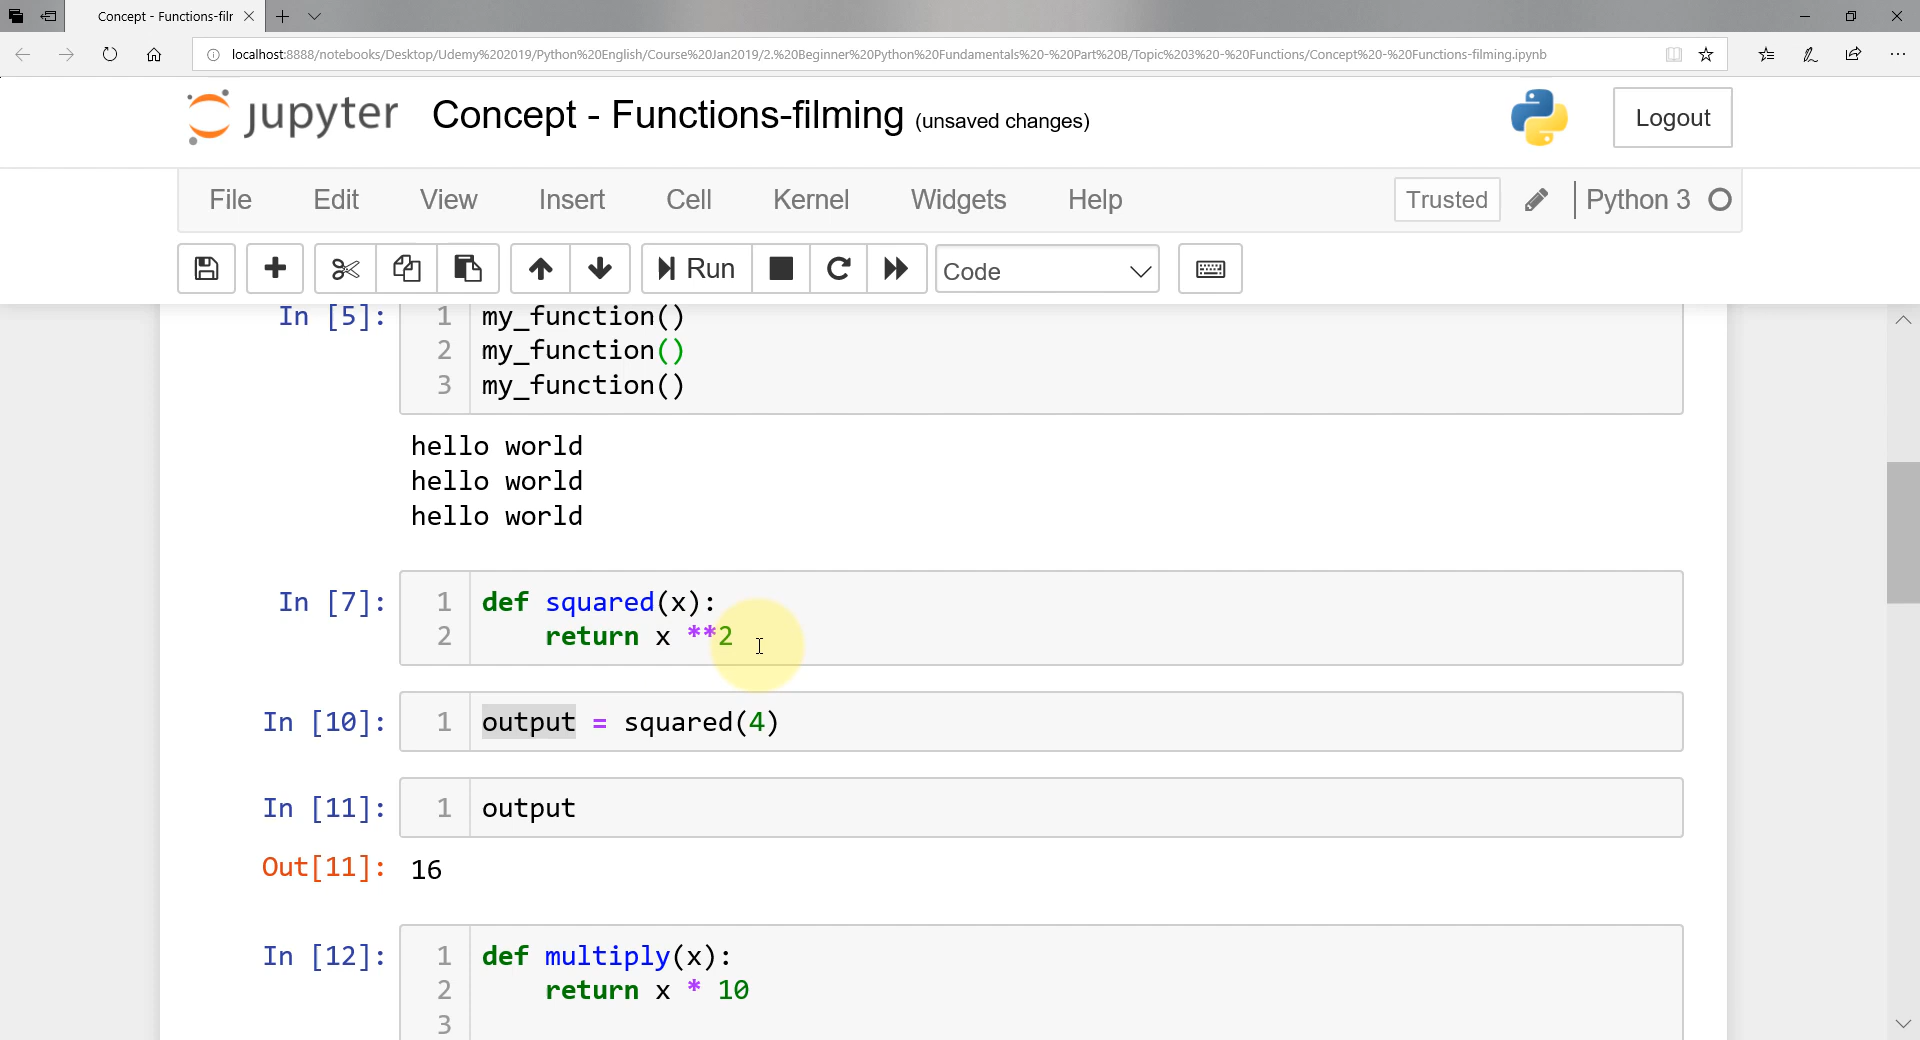 Concept - Functions-filr
localhost:8888/notebooks/Desktop/Udemy%202019/Python%20English/Course%20Jan2019/2.%20Beginner%20Python%20Fundamentals%20-%20Part%20B/Topic%203%20-%20Functions/Concept%20-%20Functions-filming.ipynb
jupyter Concept - Functions-filming (unsaved changes) Logout
File Edit View Insert Cell Kernel Widgets Help Trusted Python 3
Run Code
In [5]: 1 my_function()
2 my_function()
3 my_function()
hello world
hello world
hello world
In [7]: 1 def squared(x):
2 return x **2
In [10]: 1 output = squared(4)
In [11]: 1 output
Out[11]: 16
In [12]: 1 def multiply(x):
2 return x * 10
3